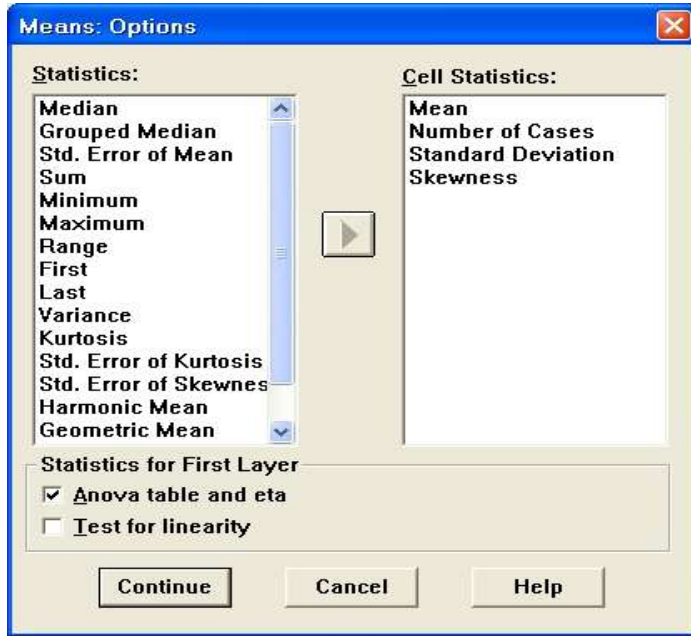 Means: Options
Statistics:
Median
Grouped Median
Std. Error of Mean
Sum
Minimum
Maximum
Range
First
Last
Variance
Kurtosis
Std. Error of Kurtosis
Std. Error of Skewnes
Harmonic Mean
Geometric Mean
Cell Statistics:
Mean
Number of Cases
Standard Deviation
Skewness
Statistics for First Layer
Anova table and eta
Test for linearity
Continue
Cancel
Help